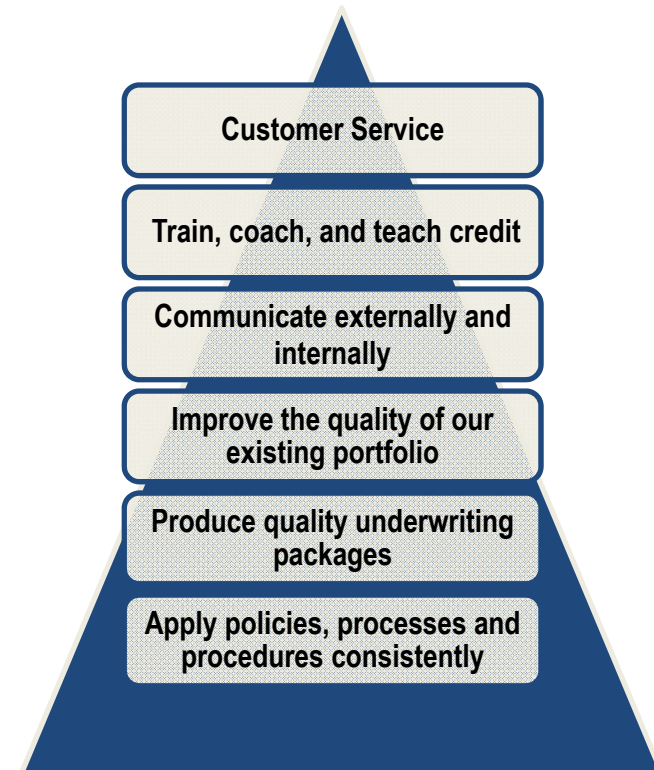 Customer Service
Train, coach, and teach credit
Communicate externally and
internally
Improve the quality of our
existing portfolio
Produce quality underwriting
packages
Apply policies, processes and
procedures consistently